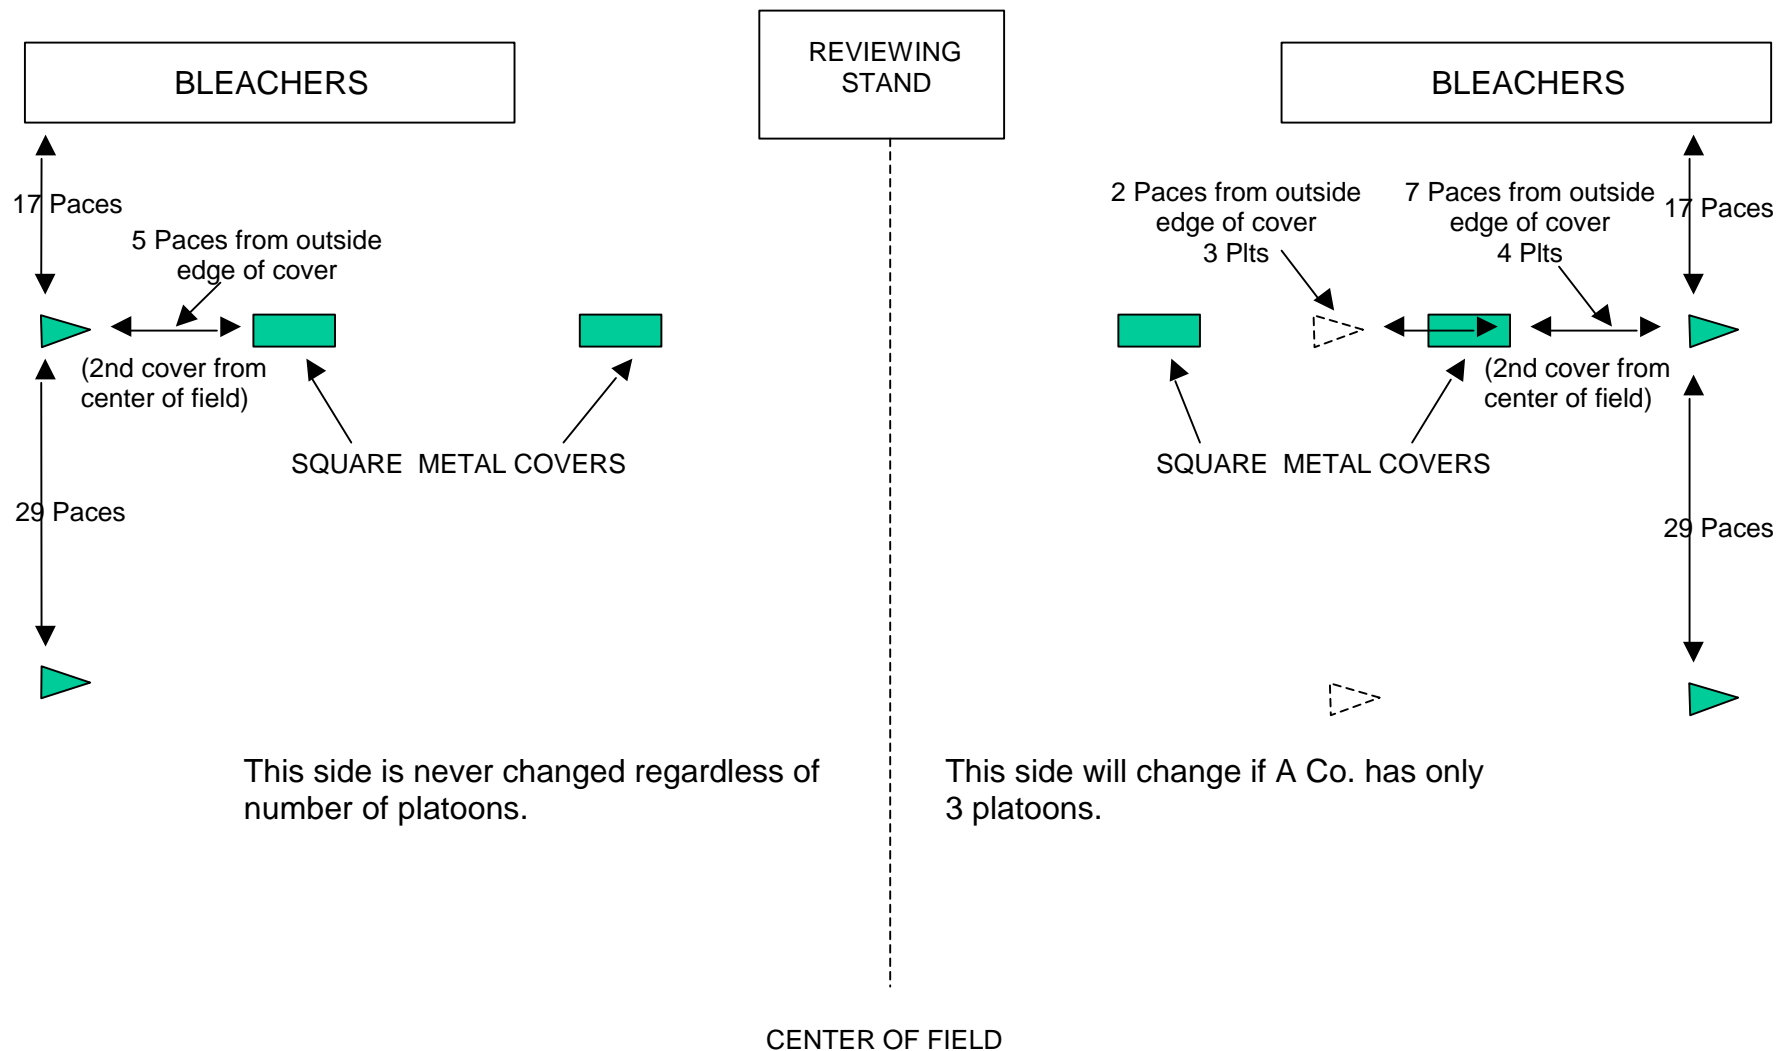 BLEACHERS
REVIEWING
STAND
BLEACHERS
17 Paces
5 Paces from outside
edge of cover
2 Paces from outside
edge of cover
3 Plts
7 Paces from outside
edge of cover
4 Plts
17 Paces
(2nd cover from
center of field)
(2nd cover from
center of field)
SQUARE METAL COVERS
SQUARE METAL COVERS
29 Paces
29 Paces
This side is never changed regardless of
number of platoons.
This side will change if A Co. has only
3 platoons.
CENTER OF FIELD